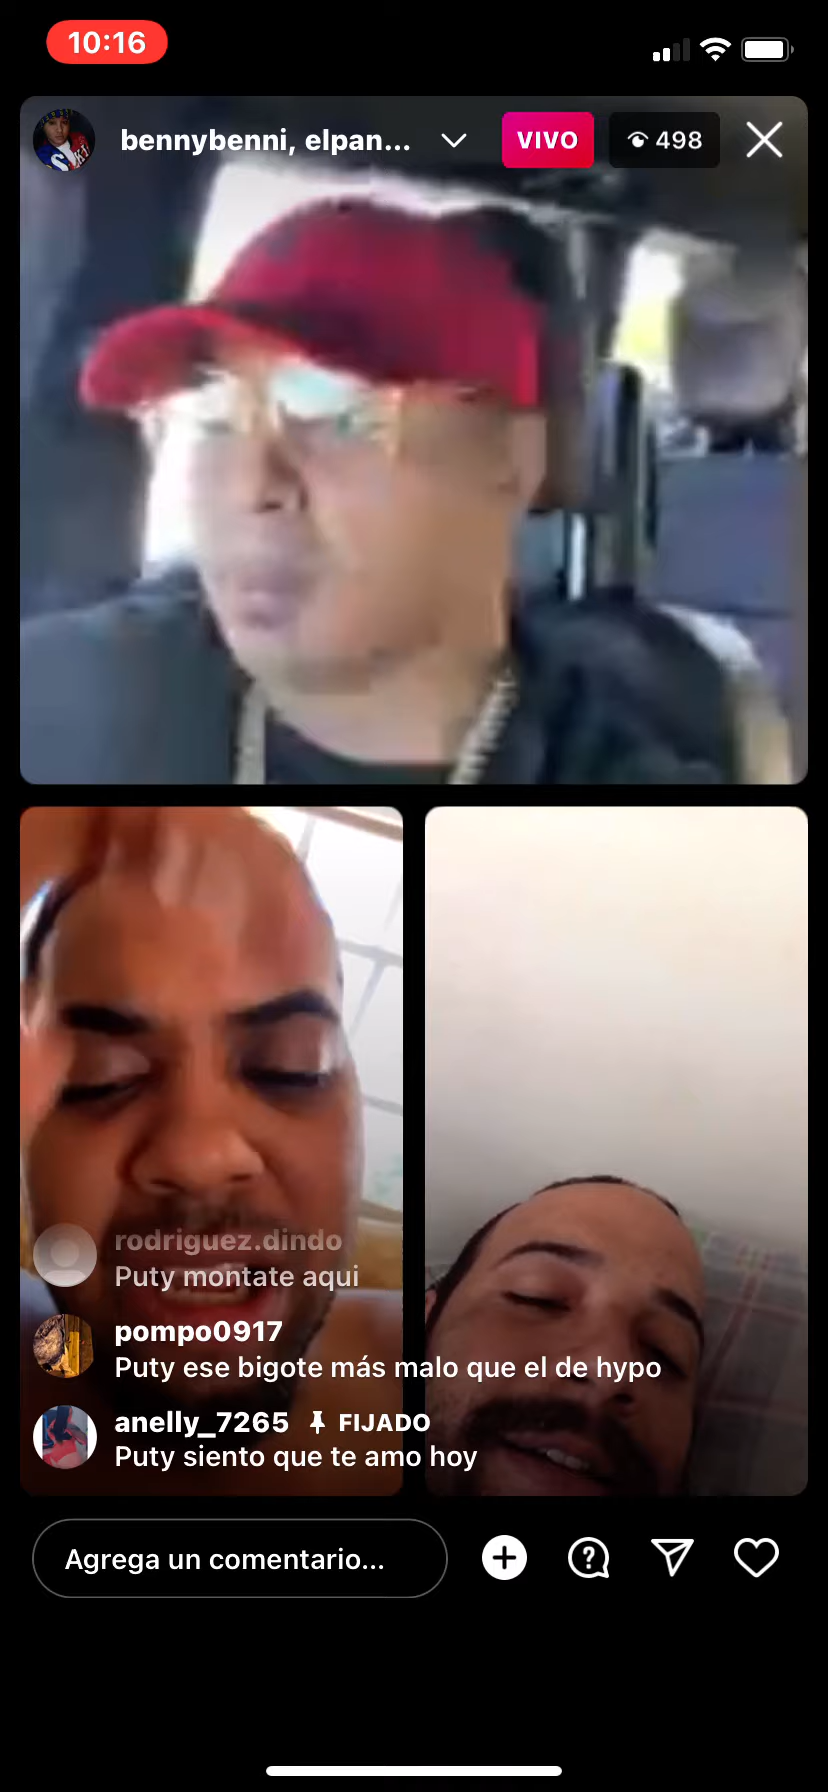 10:16
bennybenni, elpan...
VIVO
498
rodriguez.dindo
Puty montate aqui
pompo0917
Puty ese bigote más malo que el de hypo
anelly_7265 FIJADO
Puty siento que te amo hoy
Agrega un comentario...